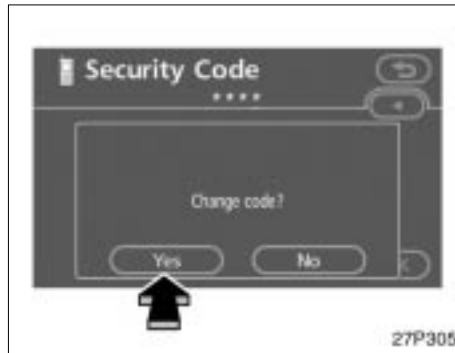 Security Code
****
Change code?
Yes No
27P305